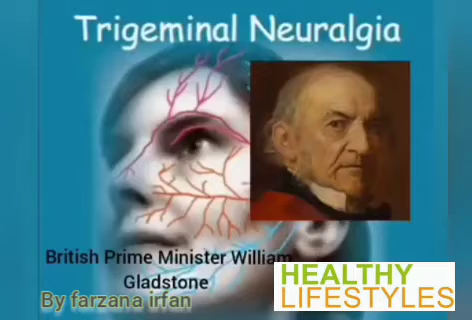 Trigeminal Neuralgia
British Prime Minister William
Gladstone
By farzana irfan
HEALTHY
LIFESTYLES